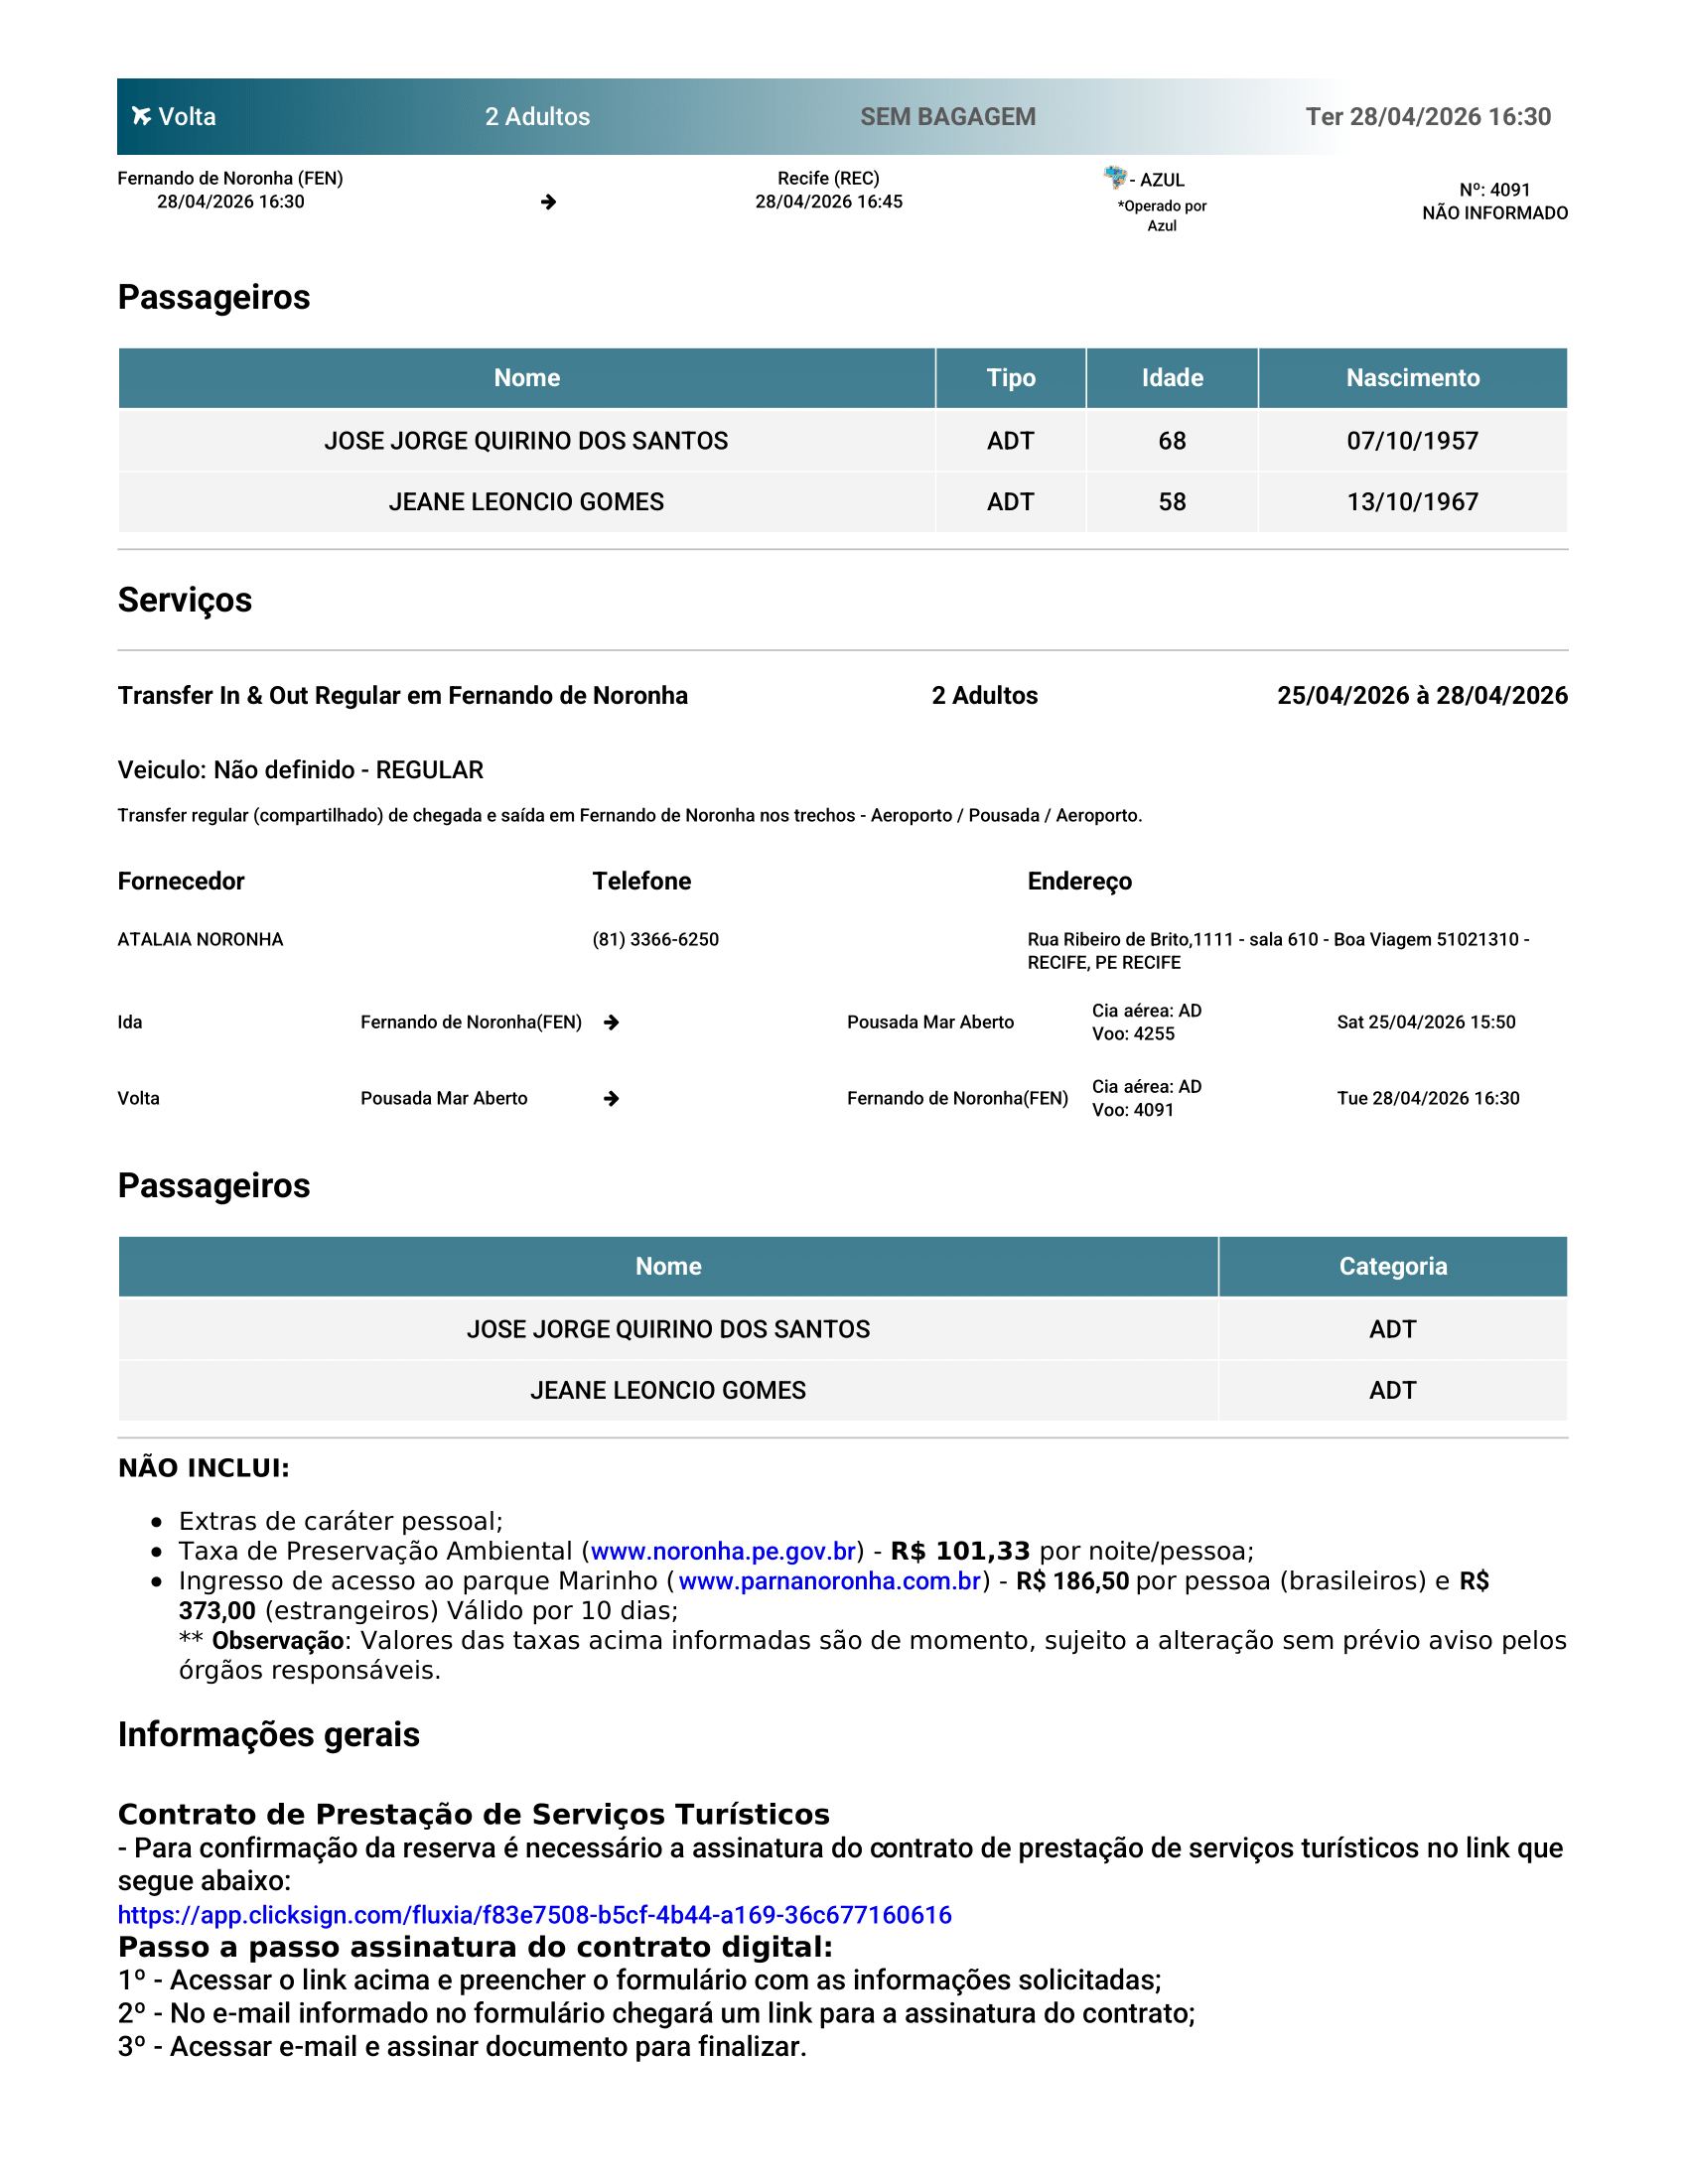 Volta 2 Adultos SEM BAGAGEM Ter 28/04/2026 16:30
Fernando de Noronha (FEN)
28/04/2026 16:30
Recife (REC)
28/04/2026 16:45
- AZUL
*Operado por
Azul
Nº: 4091
NÃO INFORMADO
Passageiros
Nome Tipo Idade Nascimento
JOSE JORGE QUIRINO DOS SANTOS ADT 68 07/10/1957
JEANE LEONCIO GOMES ADT 58 13/10/1967
Serviços
Transfer In & Out Regular em Fernando de Noronha 2 Adultos 25/04/2026 à 28/04/2026
Veiculo: Não definido - REGULAR
Transfer regular (compartilhado) de chegada e saída em Fernando de Noronha nos trechos - Aeroporto / Pousada / Aeroporto.
Fornecedor Telefone Endereço
ATALAIA NORONHA (81) 3366-6250 Rua Ribeiro de Brito,1111 - sala 610 - Boa Viagem 51021310 -
RECIFE, PE RECIFE
Ida Fernando de Noronha(FEN) Pousada Mar Aberto Cia aérea: AD
Voo: 4255 Sat 25/04/2026 15:50
Volta Pousada Mar Aberto Fernando de Noronha(FEN) Cia aérea: AD
Voo: 4091 Tue 28/04/2026 16:30
Passageiros
Nome Categoria
JOSE JORGE QUIRINO DOS SANTOS ADT
JEANE LEONCIO GOMES ADT
NÃO INCLUI:
• Extras de caráter pessoal;
• Taxa de Preservação Ambiental (www.noronha.pe.gov.br) - R$ 101,33 por noite/pessoa;
• Ingresso de acesso ao parque Marinho (www.parnanoronha.com.br) - R$ 186,50 por pessoa (brasileiros) e R$
373,00 (estrangeiros) Válido por 10 dias;
** Observação: Valores das taxas acima informadas são de momento, sujeito a alteração sem prévio aviso pelos
órgãos responsáveis.
Informações gerais
Contrato de Prestação de Serviços Turísticos
- Para confirmação da reserva é necessário a assinatura do contrato de prestação de serviços turísticos no link que
segue abaixo:
https://app.clicksign.com/fluxia/f83e7508-b5cf-4b44-a169-36c677160616
Passo a passo assinatura do contrato digital:
1º - Acessar o link acima e preencher o formulário com as informações solicitadas;
2º - No e-mail informado no formulário chegará um link para a assinatura do contrato;
3º - Acessar e-mail e assinar documento para finalizar.